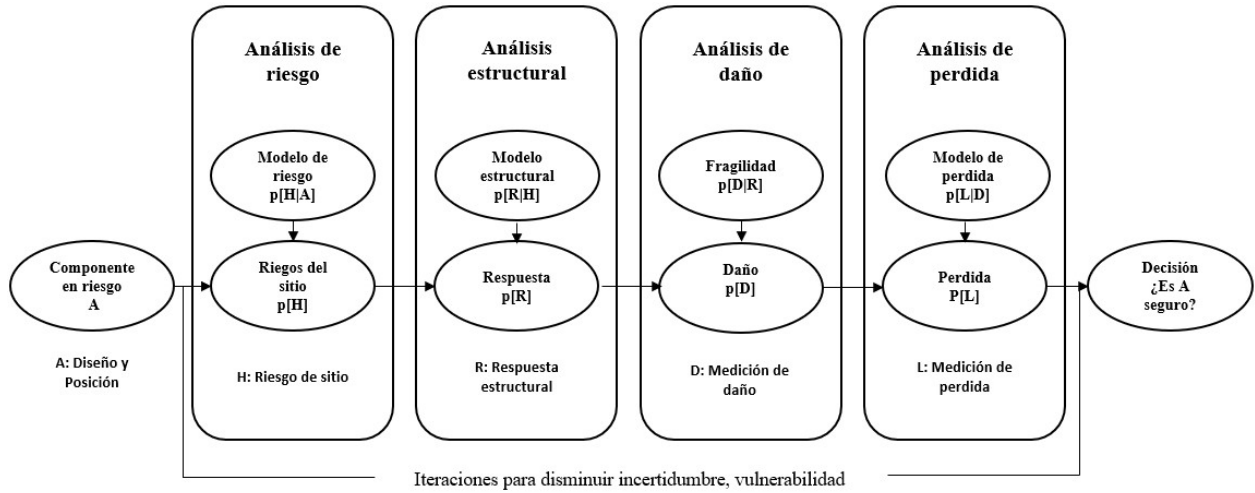 Análisis de
riesgo
Análisis
estructural
Análisis de
daño
Análisis de
perdida
Modelo de
riesgo
p[H|A]
Modelo
estructural
p[R|H]
Fragilidad
p[D|R]
Modelo de
perdida
p[L|D]
Componente
en riesgo
A
Riegos del
sitio
p[H]
Respuesta
p[R]
Daño
p[D]
Perdida
P[L]
Decisión
¿Es A
seguro?
A: Diseño y
Posición
H: Riesgo de sitio
R: Respuesta
estructural
D: Medición de
daño
L: Medición de
perdida
Iteraciones para disminuir incertidumbre, vulnerabilidad